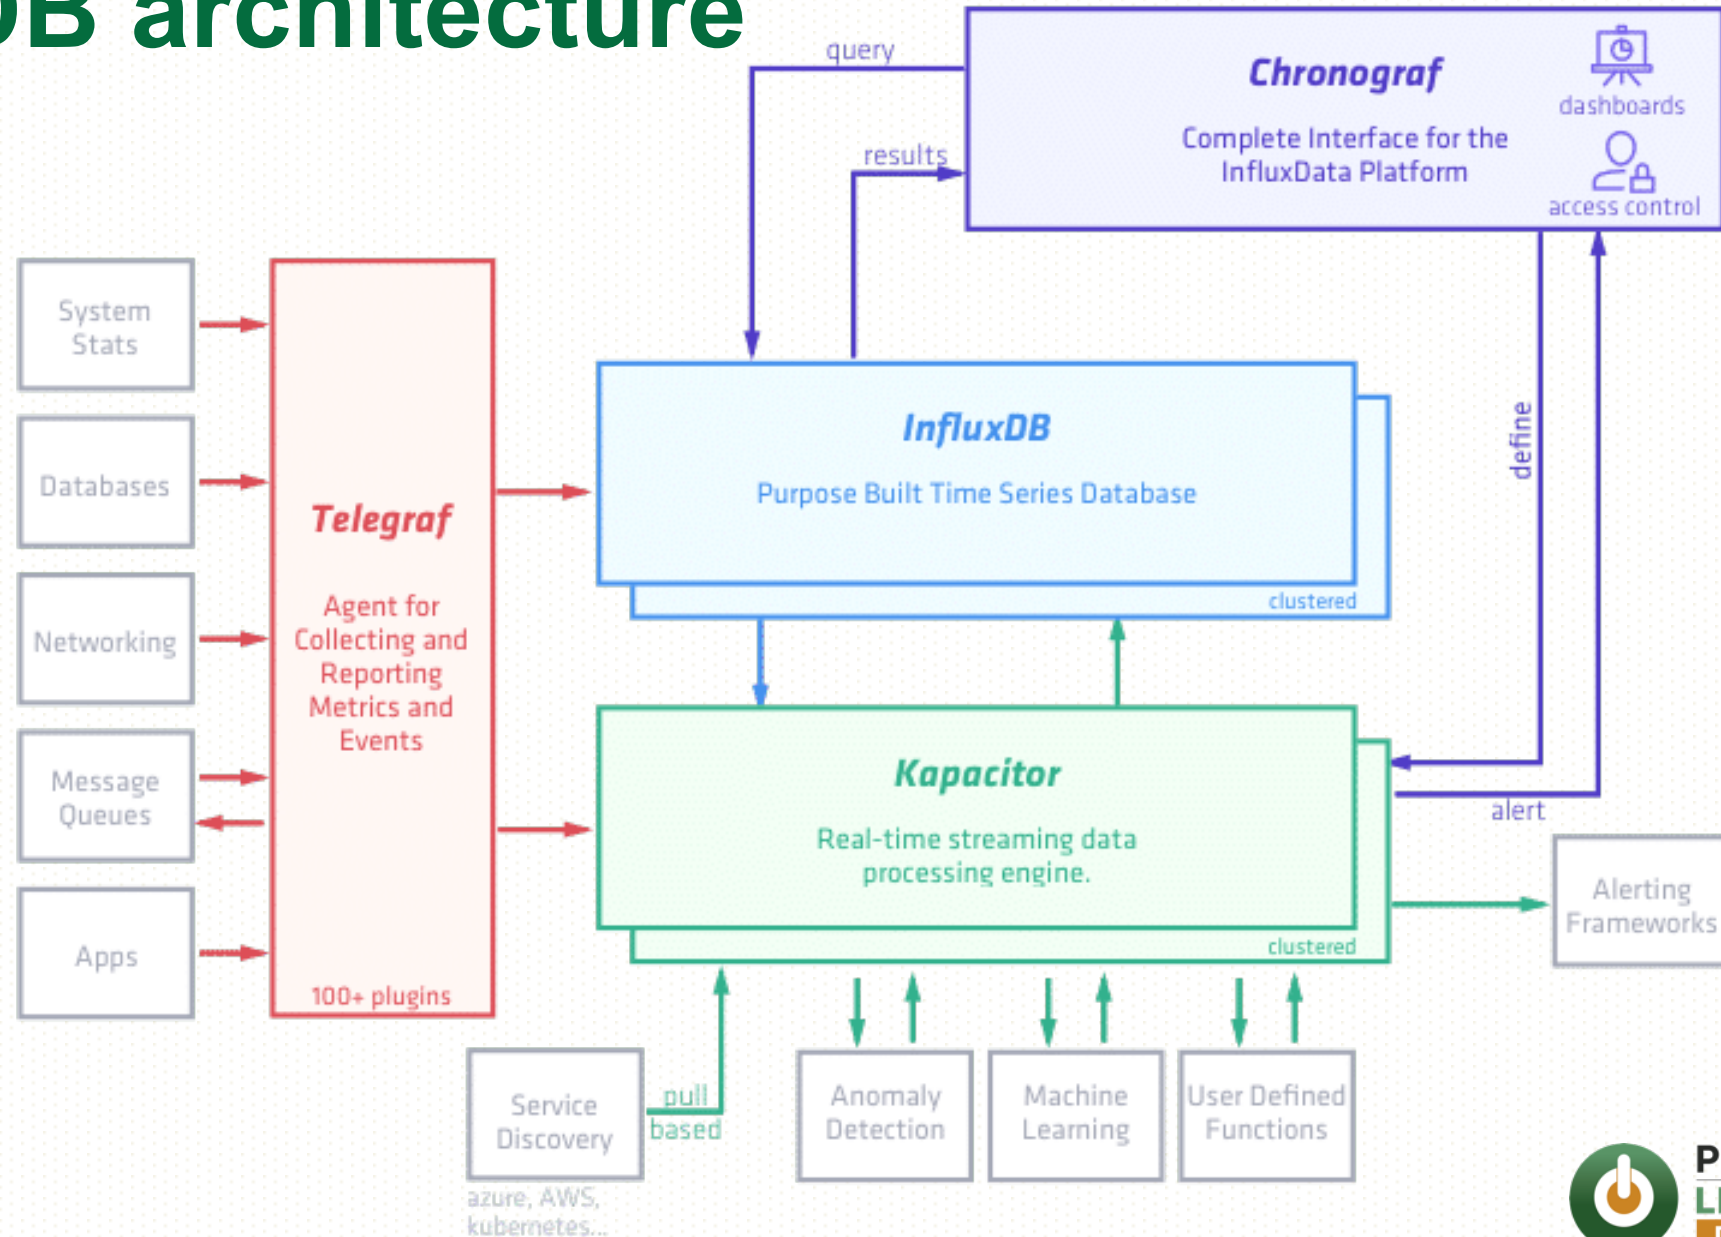 DB architecture
query
results
Chronograf
Complete Interface for the
InfluxData Platform
dashboards
access control
System
Stats
Databases
Networking
Message
Queues
Apps
Telegraf
Agent for
Collecting and
Reporting
Metrics and
Events
100+ plugins
InfluxDB
Purpose Built Time Series Database
clustered
define
Kapacitor
Real-time streaming data
processing engine.
clustered
alert
Alerting
Frameworks
Service
Discovery
pull
based
azure, AWS,
kubernetes...
Anomaly
Detection
Machine
Learning
User Defined
Functions